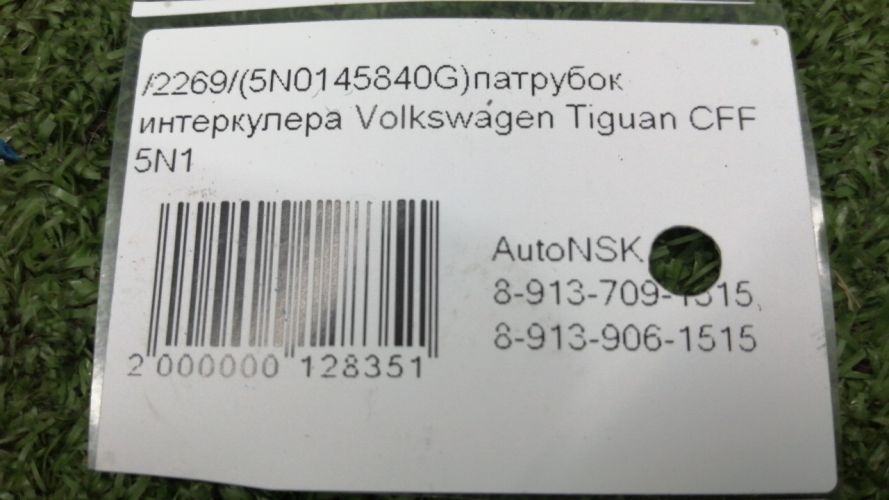 /2269/(5N0145840G)патрубок
интеркулера Volkswagen Tiguan CFF
5N1
AutoNSK
8-913-709-1515,
8-913-906-1515
2 000000 128351